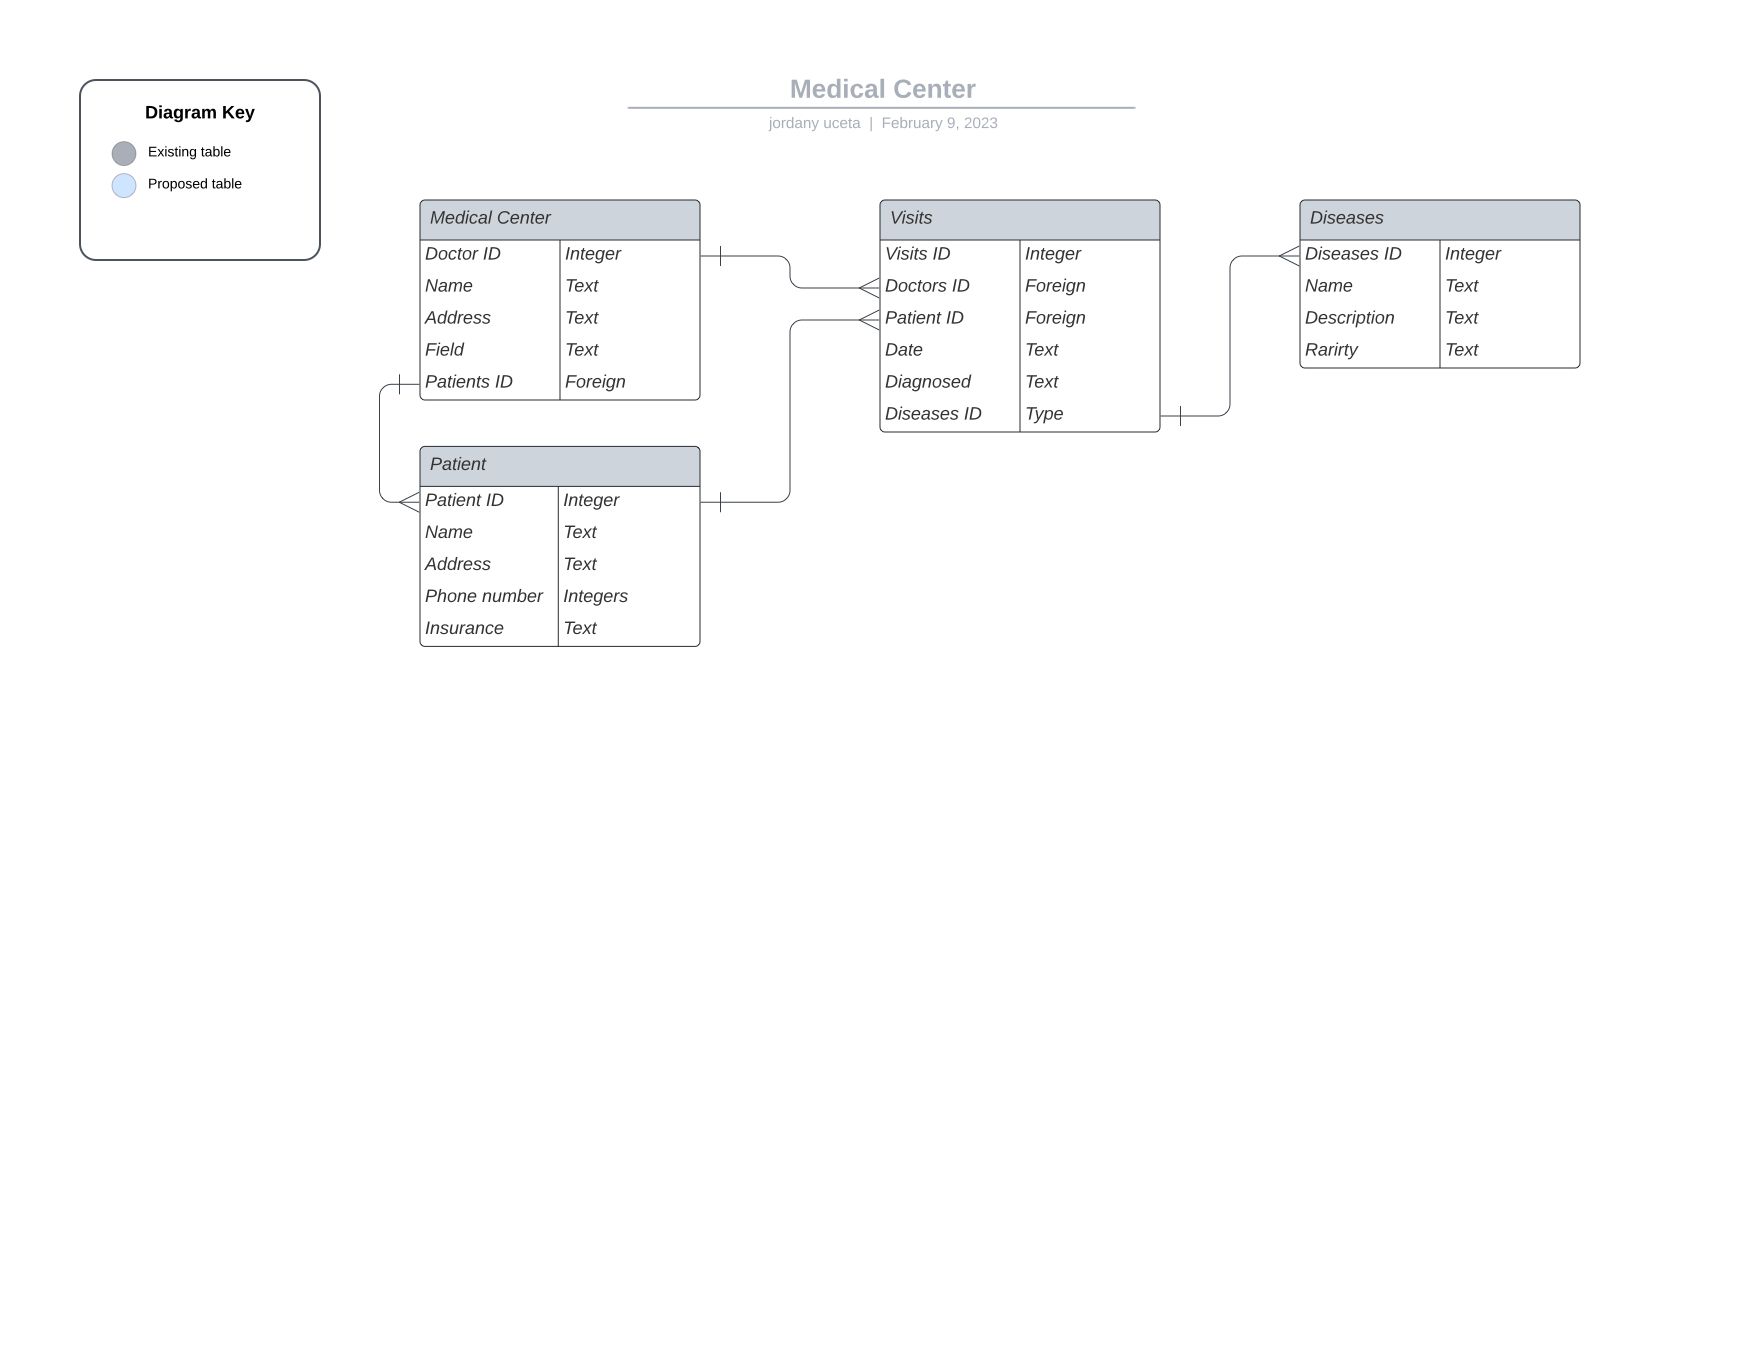 Medical Center
jordany uceta | February 9, 2023
Diagram Key
Existing table
Proposed table
Medical Center
Doctor ID Integer
Name Text
Address Text
Field Text
Patients ID Foreign
Patient
Patient ID Integer
Name Text
Address Text
Phone number Integers
Insurance Text
Visits
Visits ID Integer
Doctors ID Foreign
Patient ID Foreign
Date Text
Diagnosed Text
Diseases ID Type
Diseases
Diseases ID Integer
Name Text
Description Text
Rarirty Text